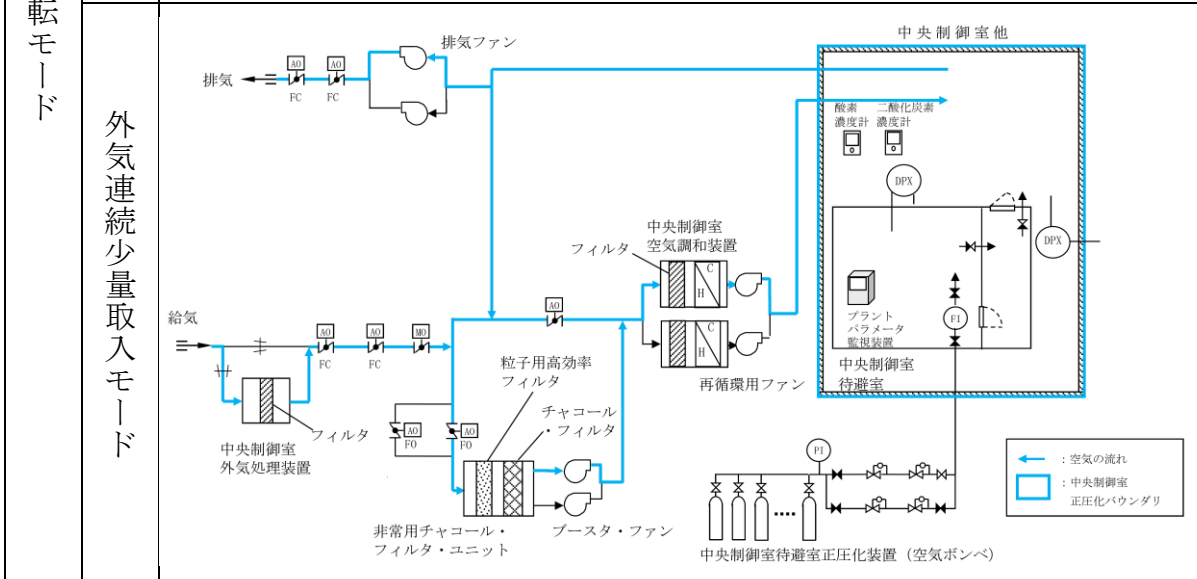 転モード
外気連続少量取入モード
中央制御室他
排気ファン
AO
AO
排気
FC
FC
酸素
濃度計
二酸化炭素
濃度計
DPX
DPX
中央制御室
空気調和装置
フィルタ
C
H
C
H
再循環用ファン
プラント
パラメータ
監視装置
FI
中央制御室
待避室
給気
AO
AO
MO
AO
FC
FC
粒子用高効率
フィルタ
チャコール
・フィルタ
フィルタ
中央制御室
外気処理装置
AO
FO
AO
FO
非常用チャコール・
フィルタ・ユニット
ブースタ・ファン
PI
中央制御室待避室正圧化装置（空気ボンベ）
：空気の流れ
：中央制御室
正圧化バウンダリ